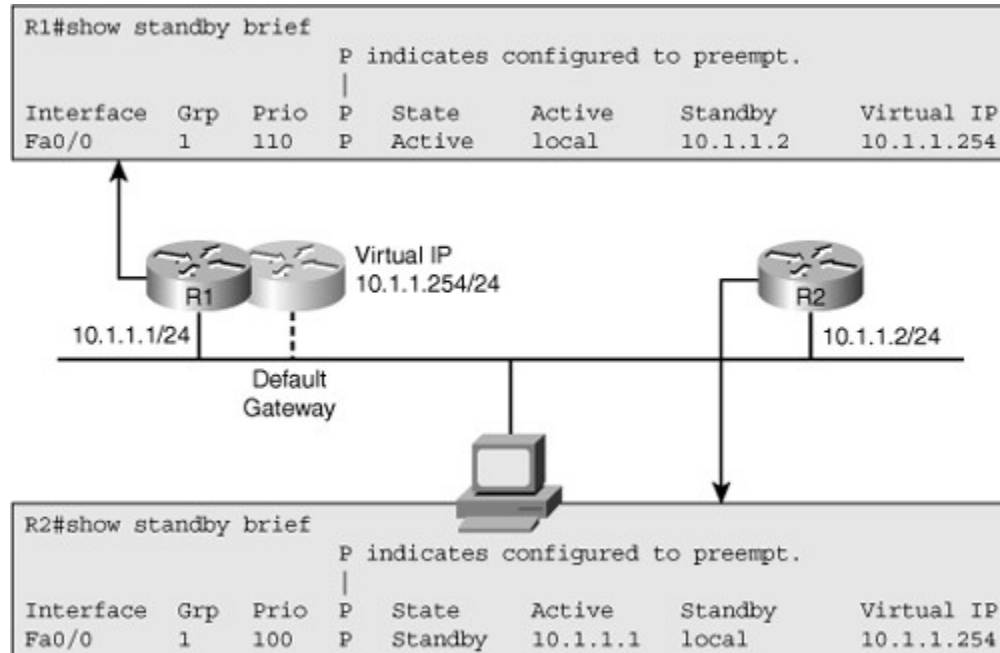 R1#show standby brief
P indicates configured to preempt.
|
Interface Grp Prio P State Active Standby Virtual IP
Fa0/0 1 110 P Active local 10.1.1.2 10.1.1.254
Virtual IP
10.1.1.254/24
R1
R2
10.1.1.1/24
10.1.1.2/24
Default
Gateway
R2#show standby brief
P indicates configured to preempt.
|
Interface Grp Prio P State Active Standby Virtual IP
Fa0/0 1 100 P Standby 10.1.1.1 local 10.1.1.254